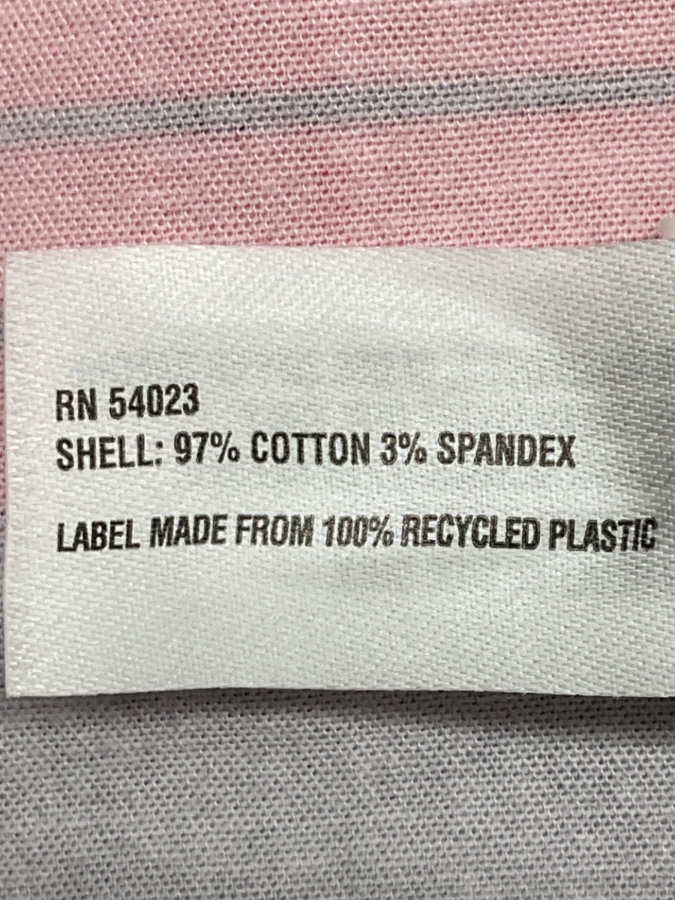 RN 54023
SHELL: 97% COTTON 3% SPANDEX
LABEL MADE FROM 100% RECYCLED PLASTIC